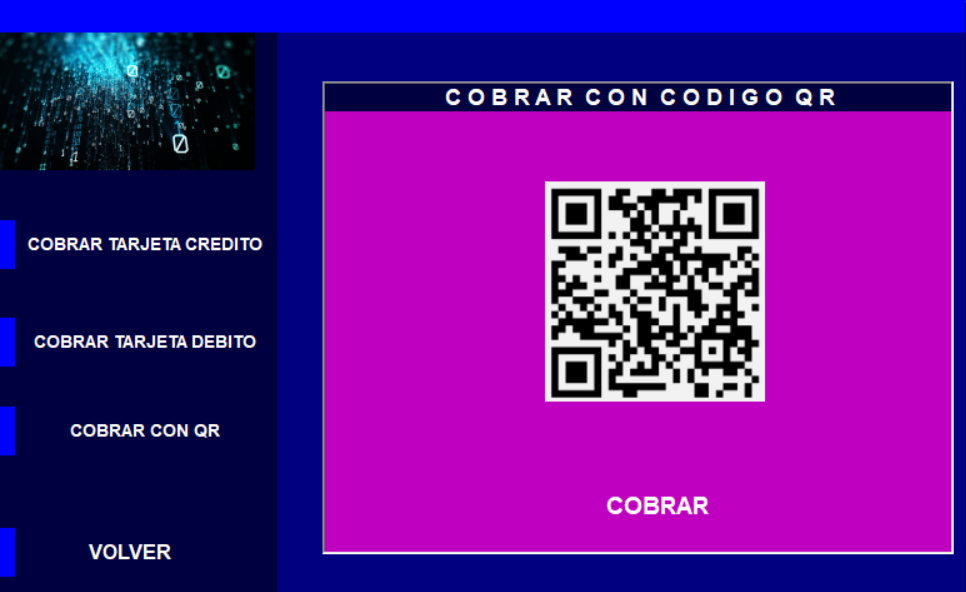 COBRAR TARJETA CREDITO
COBRAR TARJETA DEBITO
COBRAR CON QR
VOLVER
COBRAR CON CODIGO QR
COBRAR